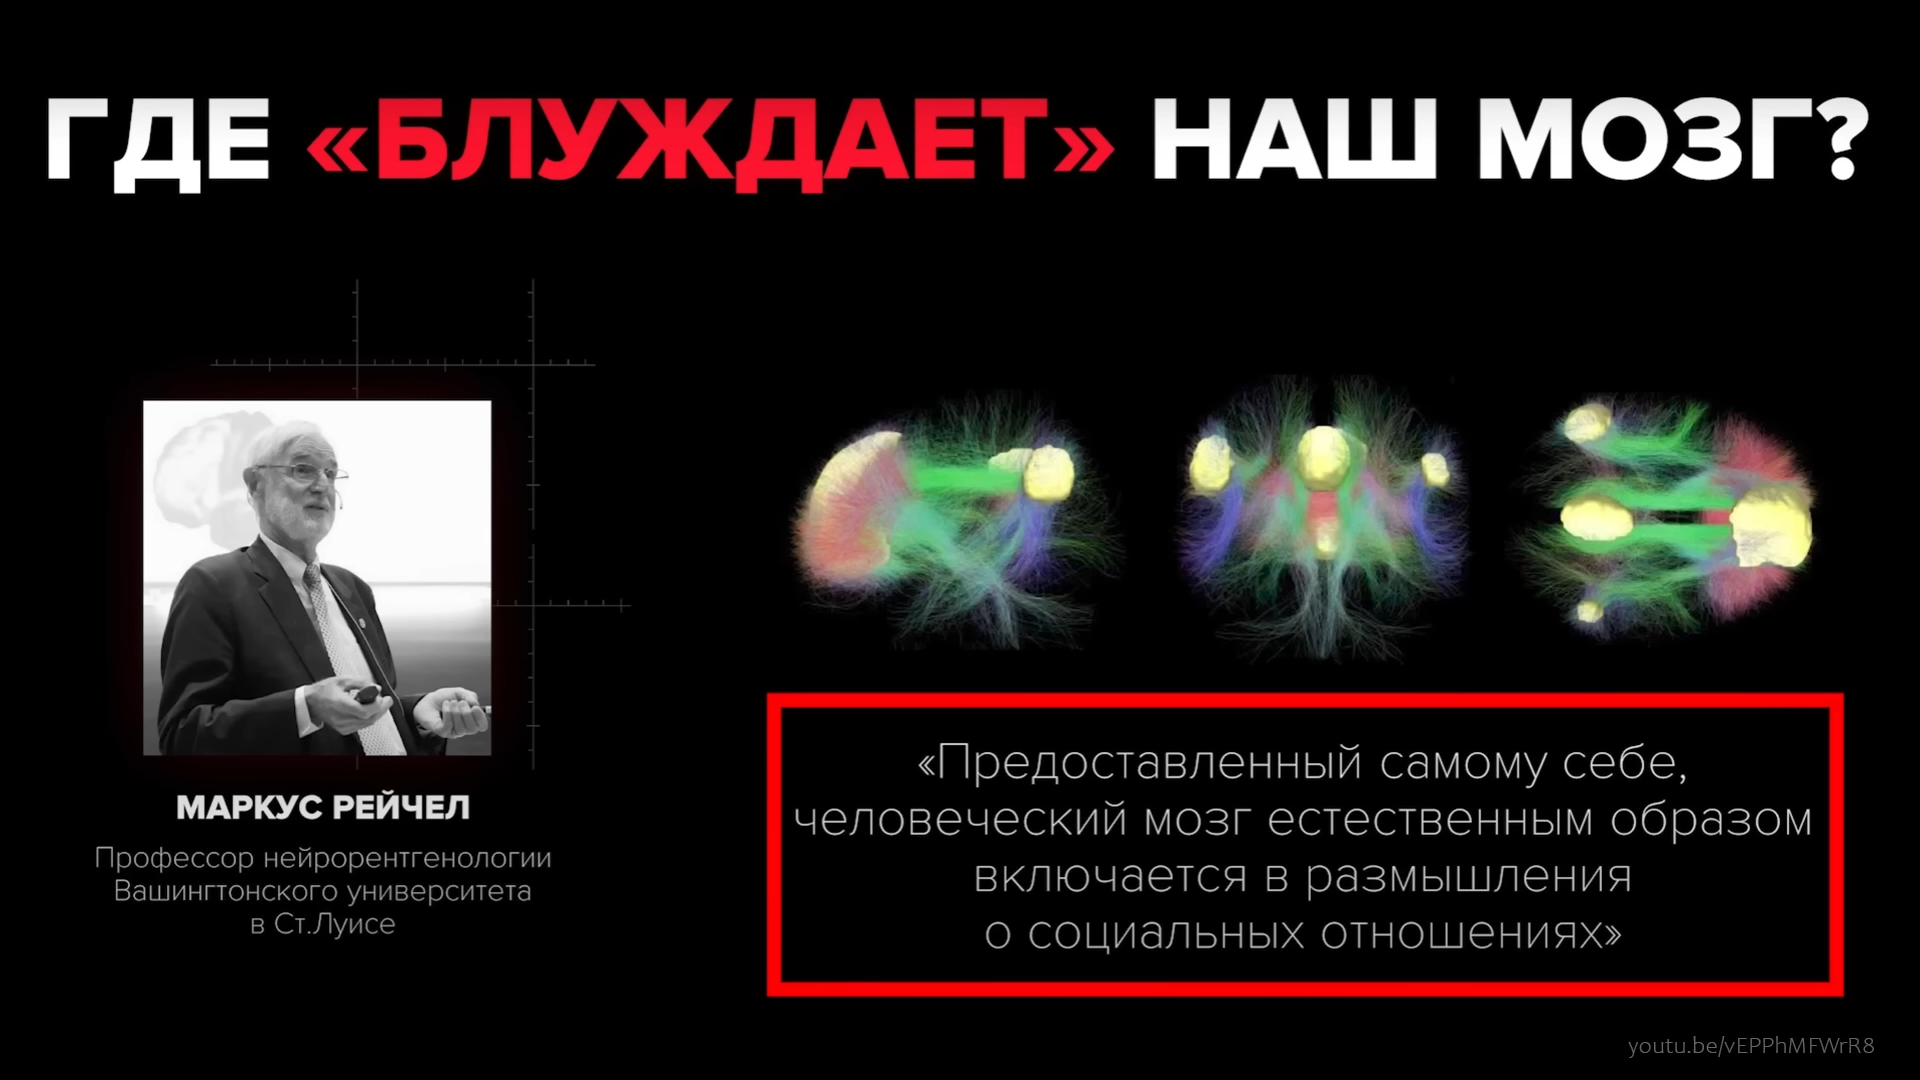 ГДЕ «БЛУЖДАЕТ» НАШ МОЗГ?
МАРКУС РЕЙЧЕЛ
Профессор нейрорентгенологии
Вашингтонского университета
в Ст.Луисе
«Предоставленный самому себе,
человеческий мозг естественным образом
включается в размышления
о социальных отношениях»
youtu.be/vEPPhMFWrR8